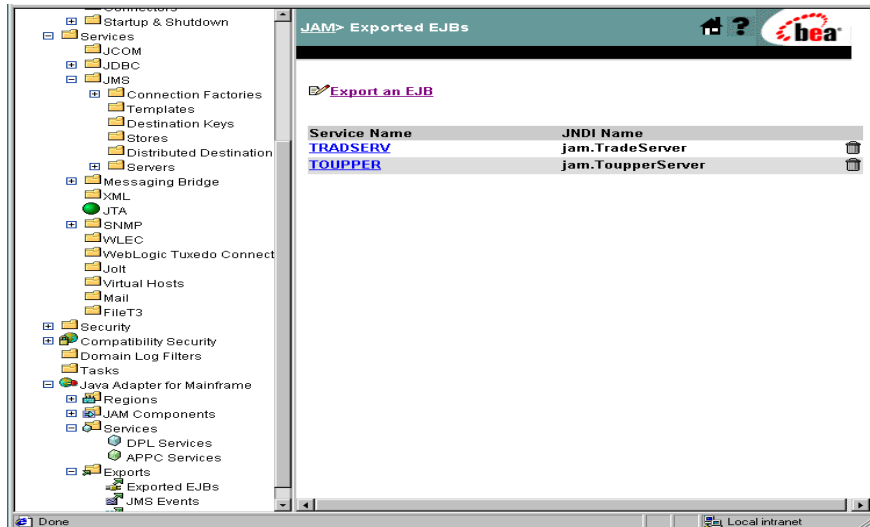 Connectors
Startup & Shutdown
Services
JCOM
JDBC
JMS
Connection Factories
Templates
Destination Keys
Stores
Distributed Destination
Servers
Messaging Bridge
XML
JTA
SNMP
WLEC
WebLogic Tuxedo Connect
Jolt
Virtual Hosts
Mail
FileT3
Security
Compatibility Security
Domain Log Filters
Tasks
Java Adapter for Mainframe
Regions
JAM Components
Services
DPL Services
APPC Services
Exports
Exported EJBs
JMS Events
JAM> Exported EJBs
?
bea
Export an EJB
Service Name JNDI Name
TRADSERV jam.TradeServer
TOUPPER jam.ToupperServer
Done Local intranet